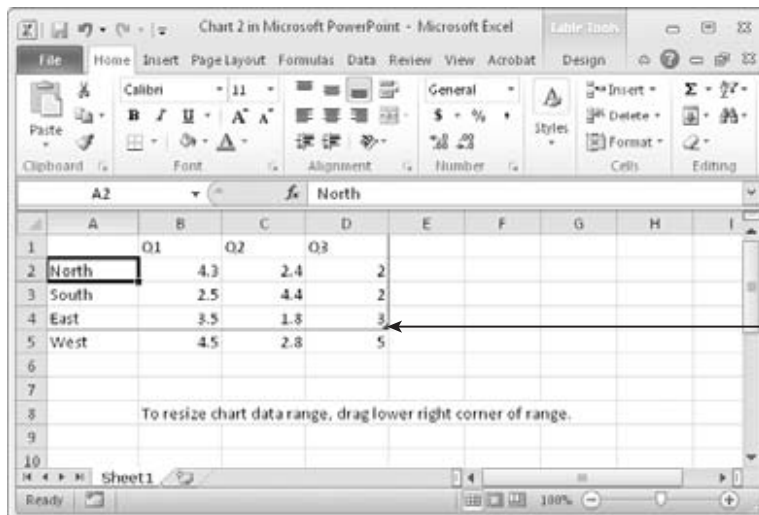 Chart 2 in Microsoft PowerPoint - Microsoft Excel
Table Tools
File Home Insert Page Layout Formulas Data Review View Acrobat Design
Paste
Calibri 11
B I U A A
General
$ % ,
Styles
Insert
Delete
Format
Σ
Clipboard Font Alignment Number Cells Editing
A2 fx North
A B C D E F G H I
1 Q1 Q2 Q3
2 North 4.3 2.4 2
3 South 2.5 4.4 2
4 East 3.5 1.8 3
5 West 4.5 2.8 5
6
7
8 To resize chart data range, drag lower right corner of range.
9
10
Sheet1
Ready 100%